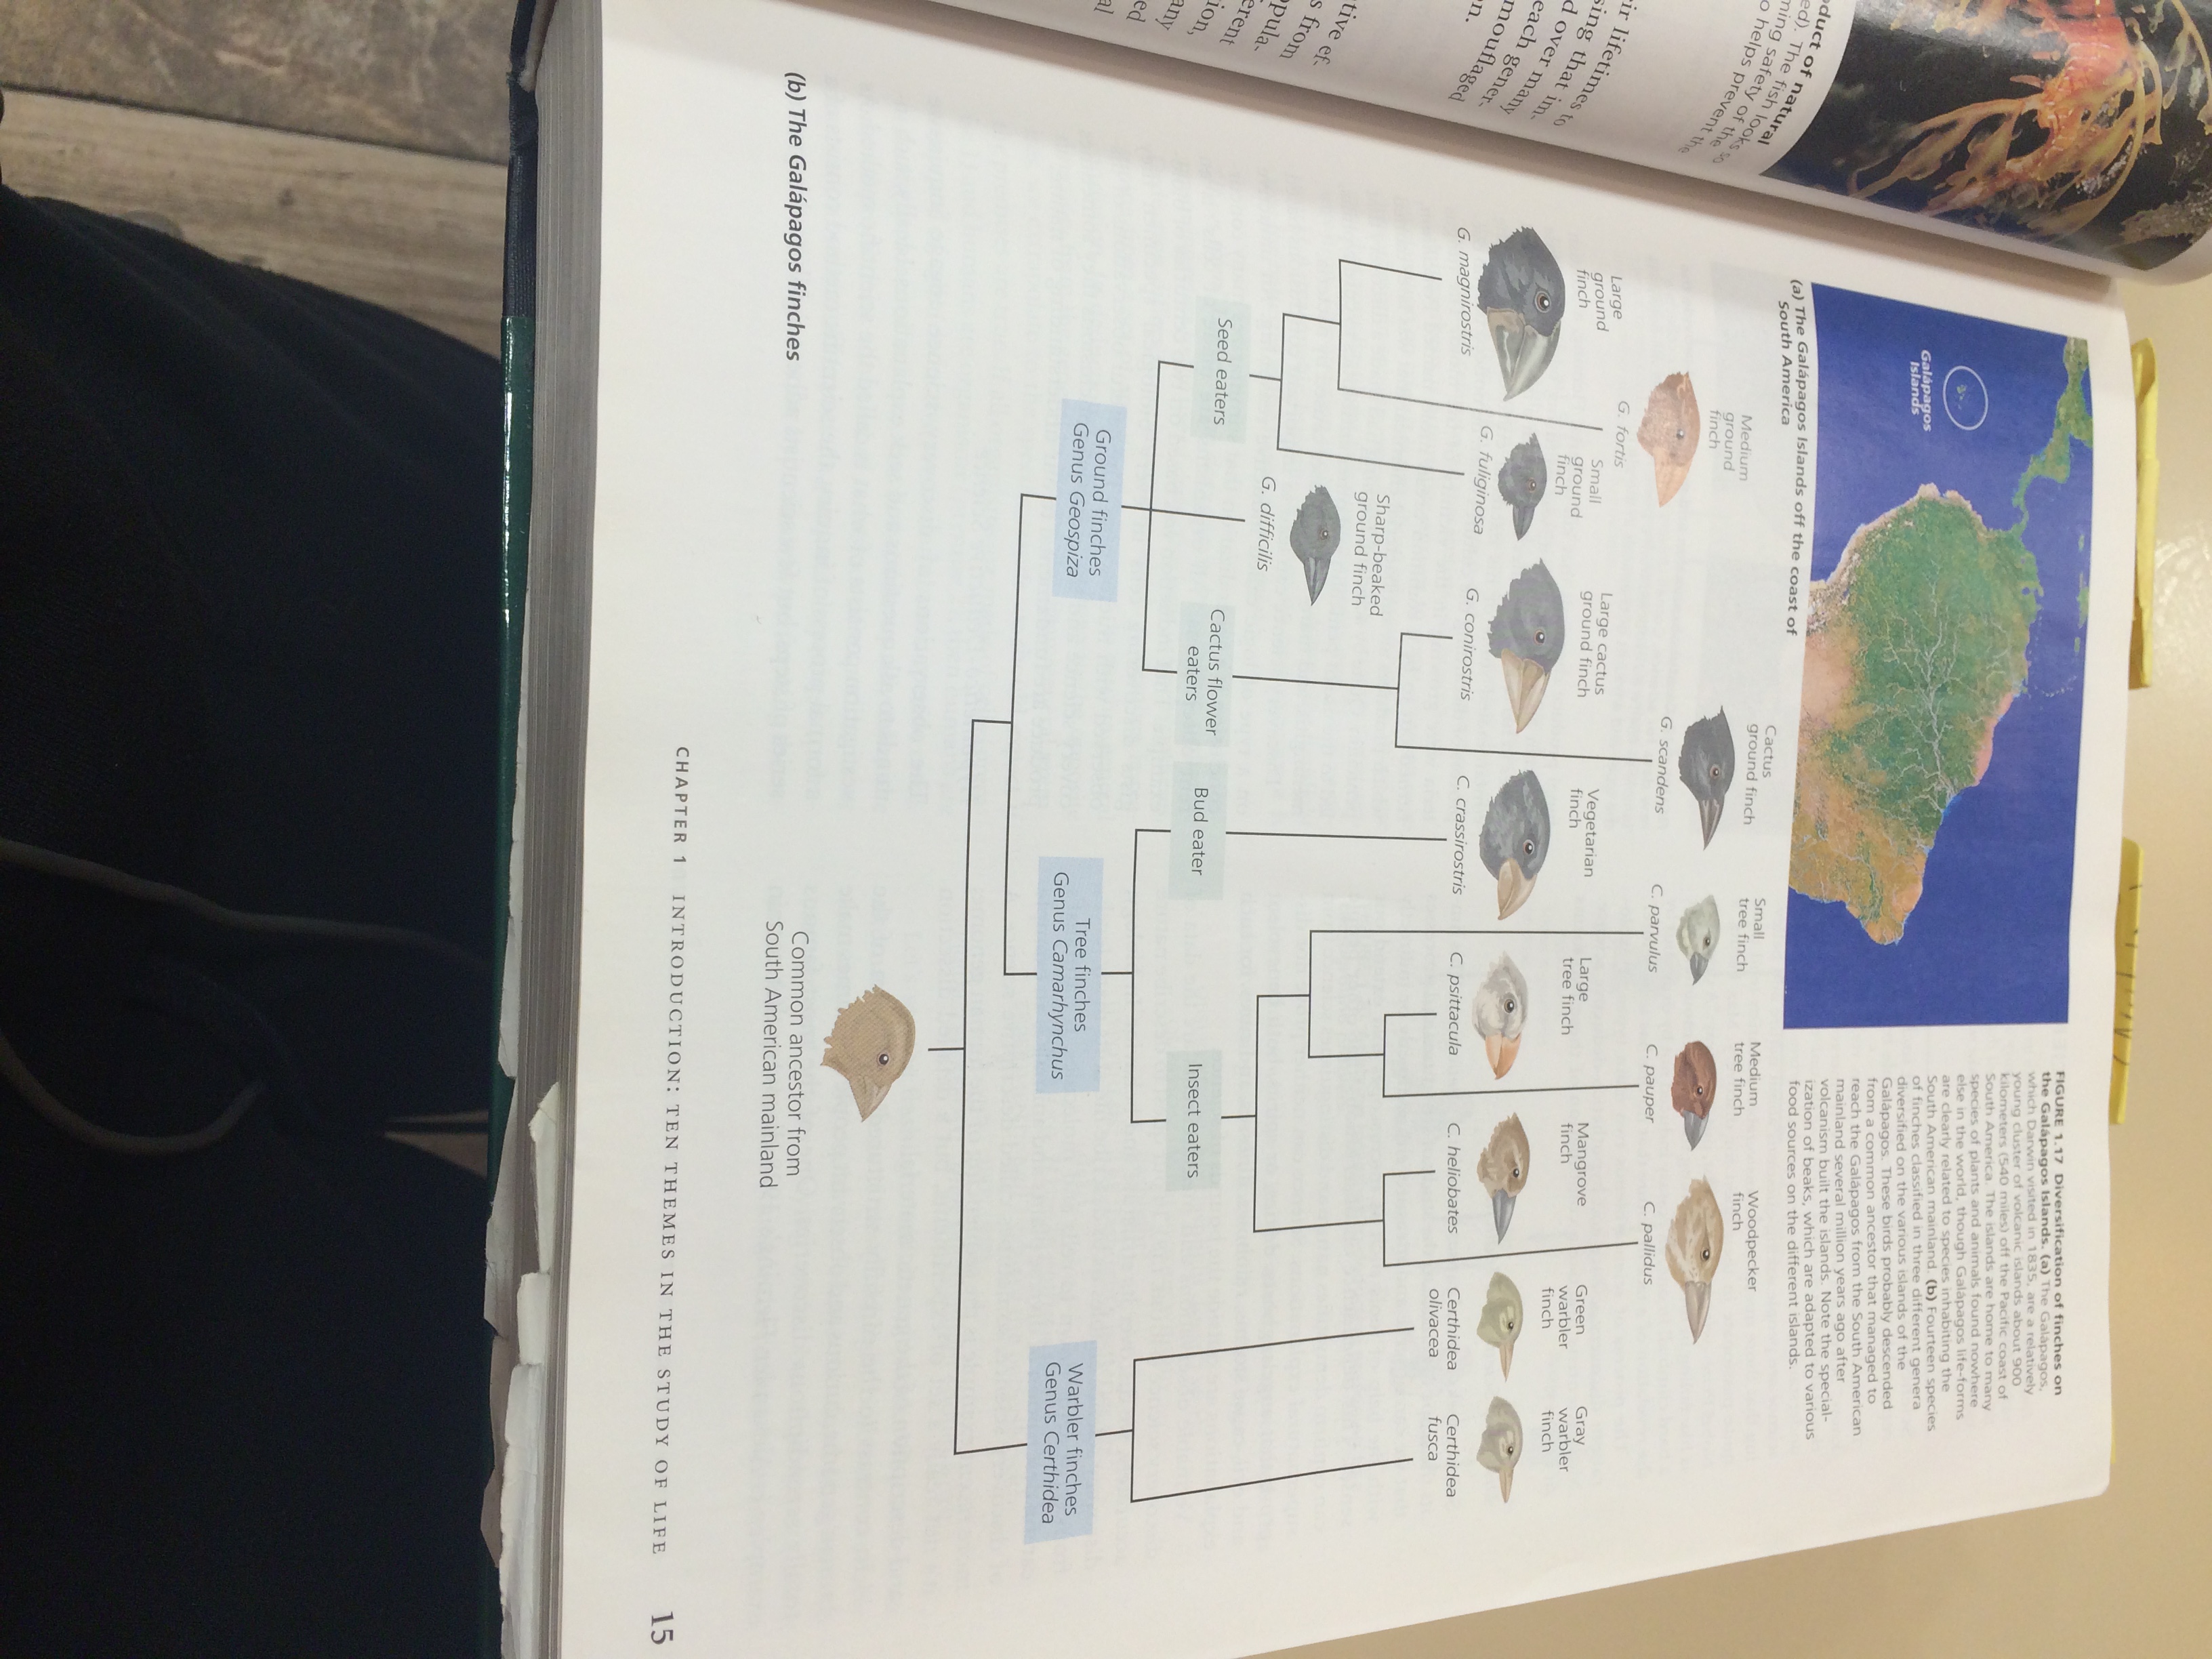 oduct of natural
ed). The fish looks
ning safety of the so
o helps prevent the
ir lifetimes to
sing that in-
d over many
each gener-
mouflaged
n.
tive ef-
s from
pula-
erent
ion,
any
ed
al
Galápagos
Islands
(a) The Galápagos Islands off the coast of
South America
FIGURE 1.17 Diversification of finches on
the Galápagos Islands. (a) The Galápagos,
which Darwin visited in 1835, are a relatively
young cluster of volcanic islands about 900
kilometers (540 miles) off the Pacific coast of
South America. The islands are home to many
species of plants and animals found nowhere
else in the world, though Galápagos life-forms
are clearly related to species inhabiting the
South American mainland. (b) Fourteen species
of finches classified in three different genera
diversified on the various islands of the
Galápagos. These birds probably descended
from a common ancestor that managed to
reach the Galápagos from the South American
mainland several million years ago after
volcanism built the islands. Note the special-
ization of beaks, which are adapted to various
food sources on the different islands.
Medium
ground
finch
G. fortis
Cactus
ground finch
G. scandens
Small
tree finch
C. parvulus
Medium
tree finch
C. pauper
Woodpecker
finch
C. pallidus
Large
ground
finch
G. magnirostris
Small
ground
finch
G. fuliginosa
Large cactus
ground finch
G. conirostris
Vegetarian
finch
C. crassirostris
Large
tree finch
C. psittacula
Mangrove
finch
C. heliobates
Green
warbler
finch
Certhidea
olivacea
Gray
warbler
finch
Certhidea
fusca
Sharp-beaked
ground finch
G. difficilis
Seed eaters
Cactus flower
eaters
Bud eater
Insect eaters
Ground finches
Genus Geospiza
Tree finches
Genus Camarhynchus
Warbler finches
Genus Certhidea
Common ancestor from
South American mainland
(b) The Galápagos finches
CHAPTER 1 INTRODUCTION: TEN THEMES IN THE STUDY OF LIFE 15